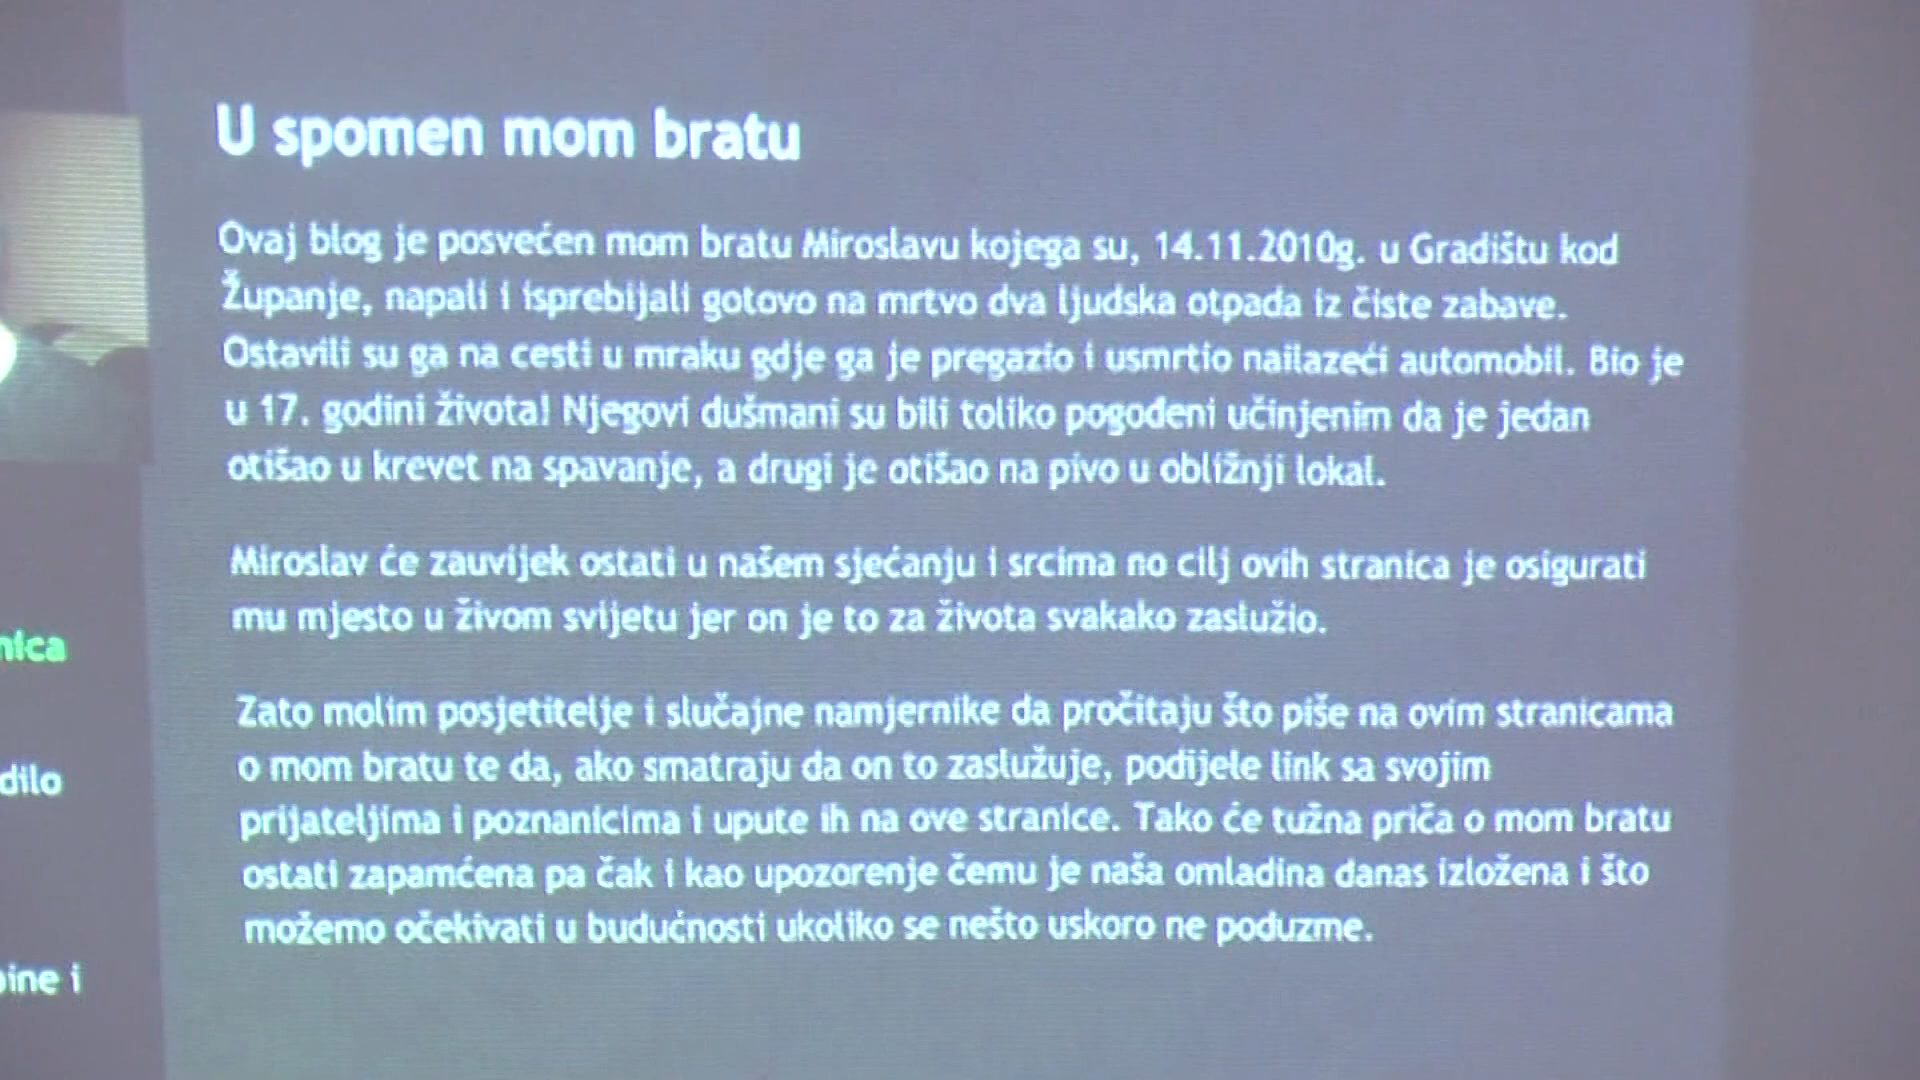 U spomen mom bratu
Ovaj blog je posvećen mom bratu Miroslavu kojega su, 14.11.2010g. u Gradištu kod
Županje, napali i isprebijali gotovo na mrtvo dva ljudska otpada iz čiste zabave.
Ostavili su ga na cesti u mraku gdje ga je pregazio i usmrtio nailazeći automobil. Bio je
u 17. godini života! Njegovi dušmani su bili toliko pogođeni učinjenim da je jedan
otišao u krevet na spavanje, a drugi je otišao na pivo u obližnji lokal.
Miroslav će zauvijek ostati u našem sjećanju i srcima no cilj ovih stranica je osigurati
mu mjesto u živom svijetu jer on je to za života svakako zaslužio.
Zato molim posjetitelje i slučajne namjernike da pročitaju što piše na ovim stranicama
o mom bratu te da, ako smatraju da on to zaslužuje, podijele link sa svojim
prijateljima i poznanicima i upute ih na ove stranice. Tako će tužna priča o mom bratu
ostati zapamćena pa čak i kao upozorenje čemu je naša omladina danas izložena i što
možemo očekivati u budućnosti ukoliko se nešto uskoro ne poduzme.
nica
dilo
pine i